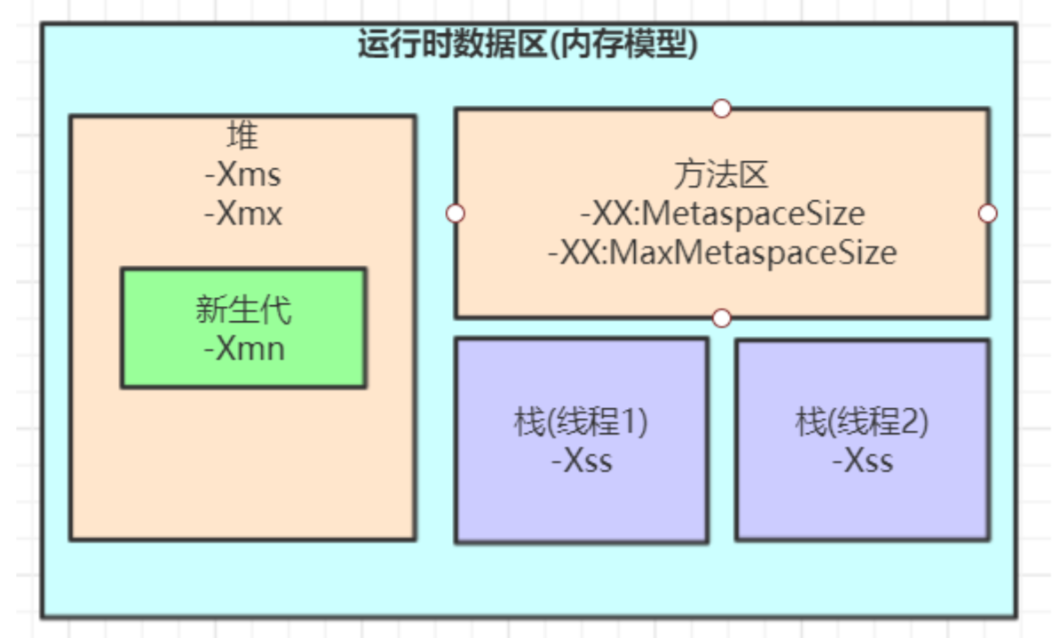 运行时数据区(内存模型)
堆
-Xms
-Xmx
新生代
-Xmn
方法区
-XX:MetaspaceSize
-XX:MaxMetaspaceSize
栈(线程1)
-Xss
栈(线程2)
-Xss